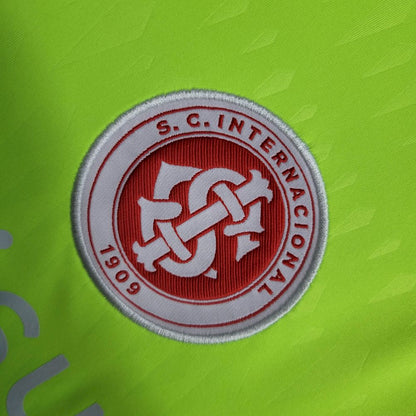 S. C. INTERNACIONAL
1909